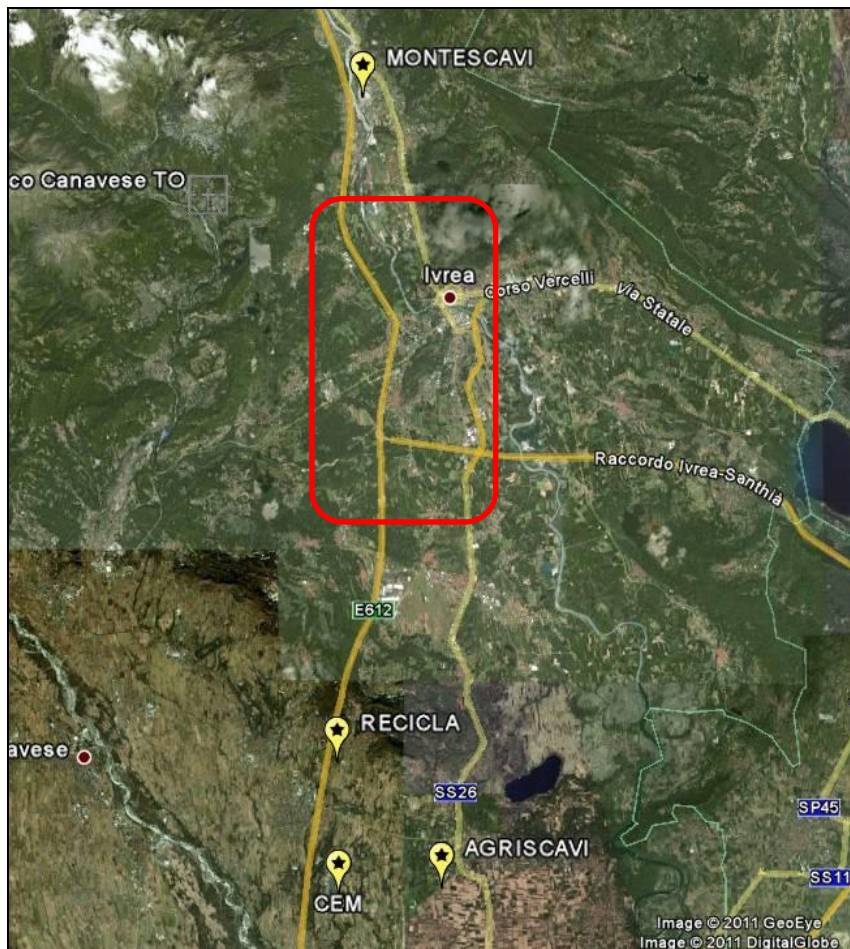 MONTESCAVI
co Canavese TO
Ivrea
Corso Vercelli
Via Statale
Raccordo Ivrea-Santhià
E612
RECICLA
avese
SS26
SP45
AGRISCAVI
CEM
SS11
Image © 2011 GeoEye
Image © 2011 DigitalGlobe